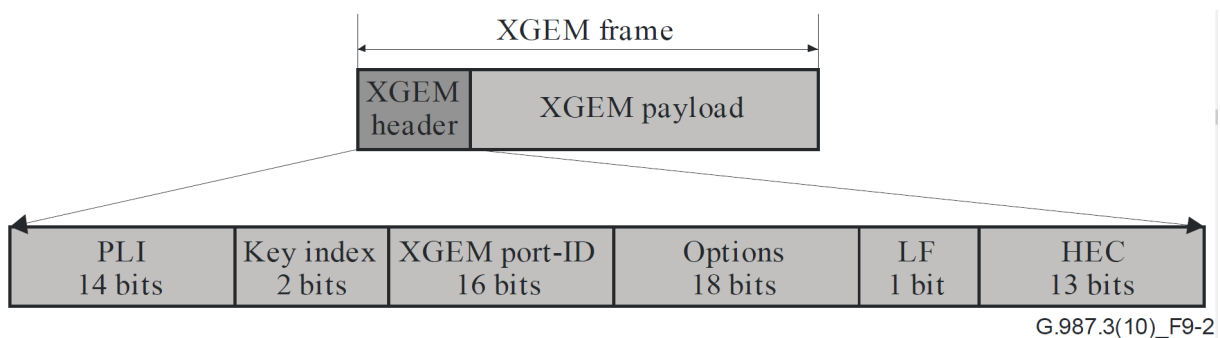 XGEM frame
XGEM
header
XGEM payload
PLI
14 bits
Key index
2 bits
XGEM port-ID
16 bits
Options
18 bits
LF
1 bit
HEC
13 bits
G.987.3(10)_F9-2